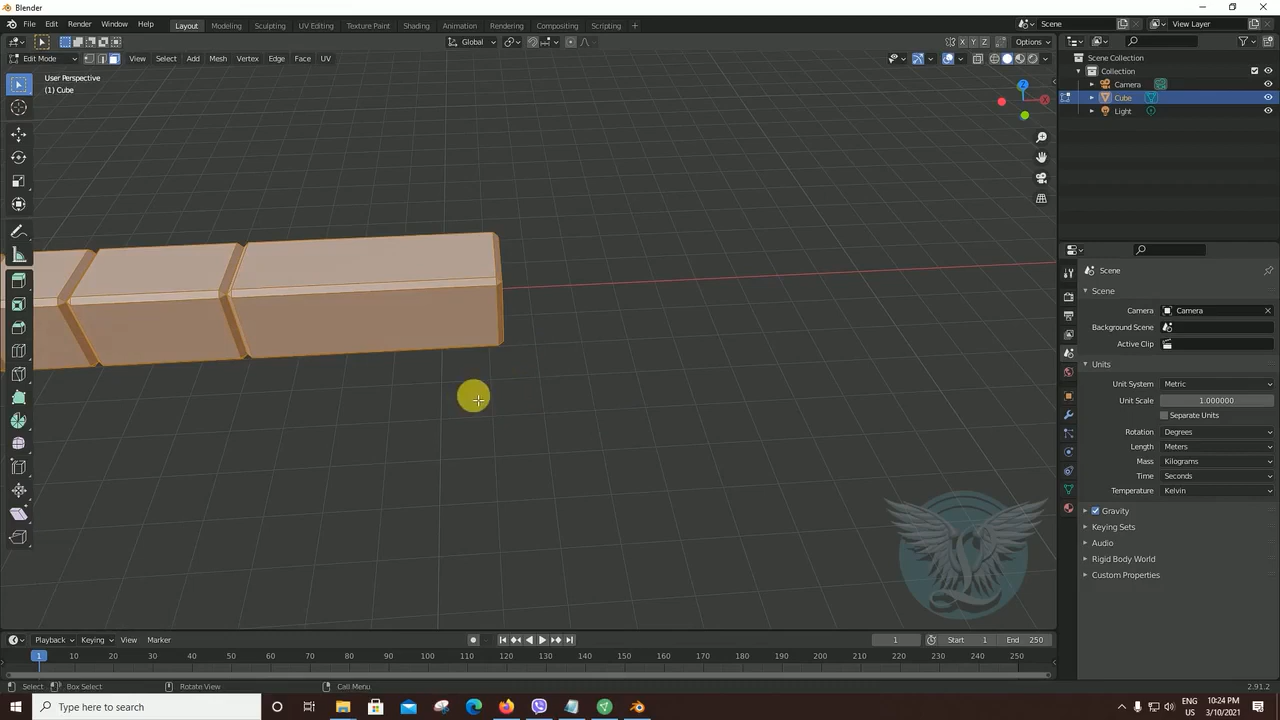 Blender
File Edit Render Window Help Layout Modeling Sculpting UV Editing Texture Paint Shading Animation Rendering Compositing Scripting + Scene View Layer
Global Options
Edit Mode View Select Add Mesh Vertex Edge Face UV X Y Z
User Perspective
(1) Cube
Scene Collection
Collection
Camera
Cube
Light
Z
X
Scene
Scene
Camera Camera
Background Scene
Active Clip
Units
Unit System Metric
Unit Scale 1.000000
Separate Units
Rotation Degrees
Length Meters
Mass Kilograms
Time Seconds
Temperature Kelvin
Gravity
Keying Sets
Audio
Rigid Body World
Custom Properties
Playback Keying View Marker 1 Start 1 End 250
1 10 20 30 40 50 60 70 80 90 100 110 120 130 140 150 160 170 180 190 200 210 220 230 240 250
Select Box Select Rotate View Call Menu 2.91.2
Type here to search ENG 10:24 PM
US 3/10/2021